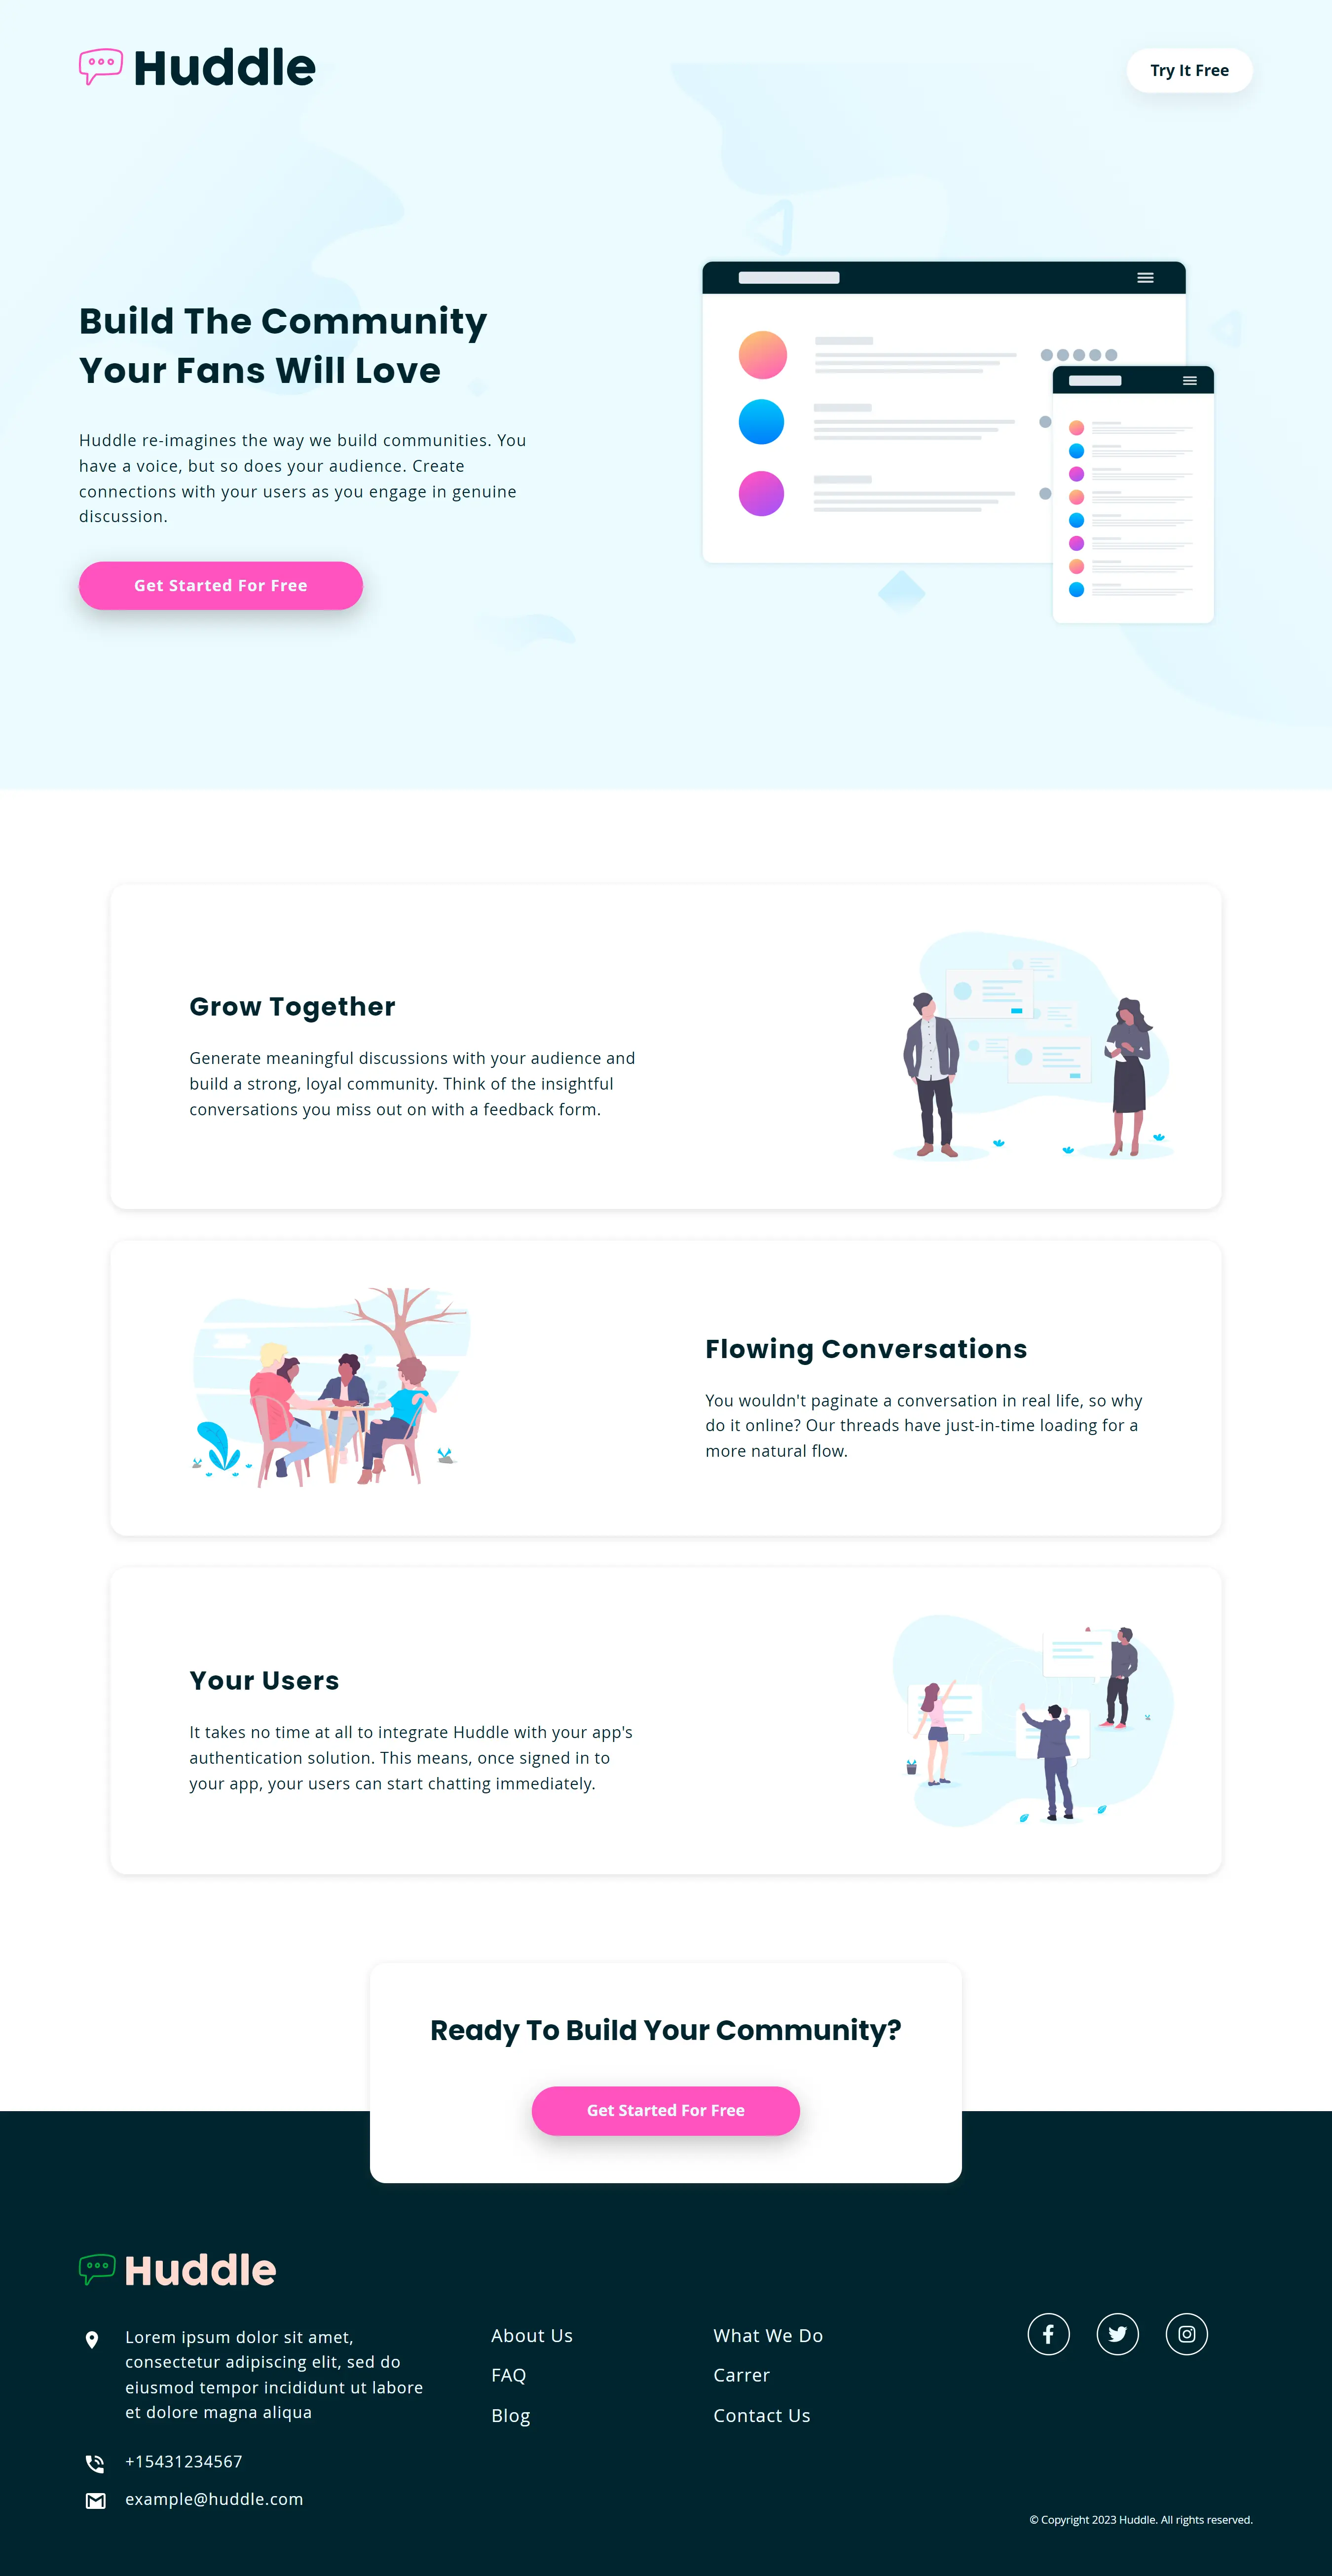 Huddle
Try It Free
Build The Community
Your Fans Will Love
Huddle re-imagines the way we build communities. You
have a voice, but so does your audience. Create
connections with your users as you engage in genuine
discussion.
Get Started For Free
Grow Together
Generate meaningful discussions with your audience and
build a strong, loyal community. Think of the insightful
conversations you miss out on with a feedback form.
Flowing Conversations
You wouldn't paginate a conversation in real life, so why
do it online? Our threads have just-in-time loading for a
more natural flow.
Your Users
It takes no time at all to integrate Huddle with your app's
authentication solution. This means, once signed in to
your app, your users can start chatting immediately.
Ready To Build Your Community?
Get Started For Free
Huddle
Lorem ipsum dolor sit amet,
consectetur adipiscing elit, sed do
eiusmod tempor incididunt ut labore
et dolore magna aliqua
+15431234567
example@huddle.com
About Us
FAQ
Blog
What We Do
Carrer
Contact Us
© Copyright 2023 Huddle. All rights reserved.